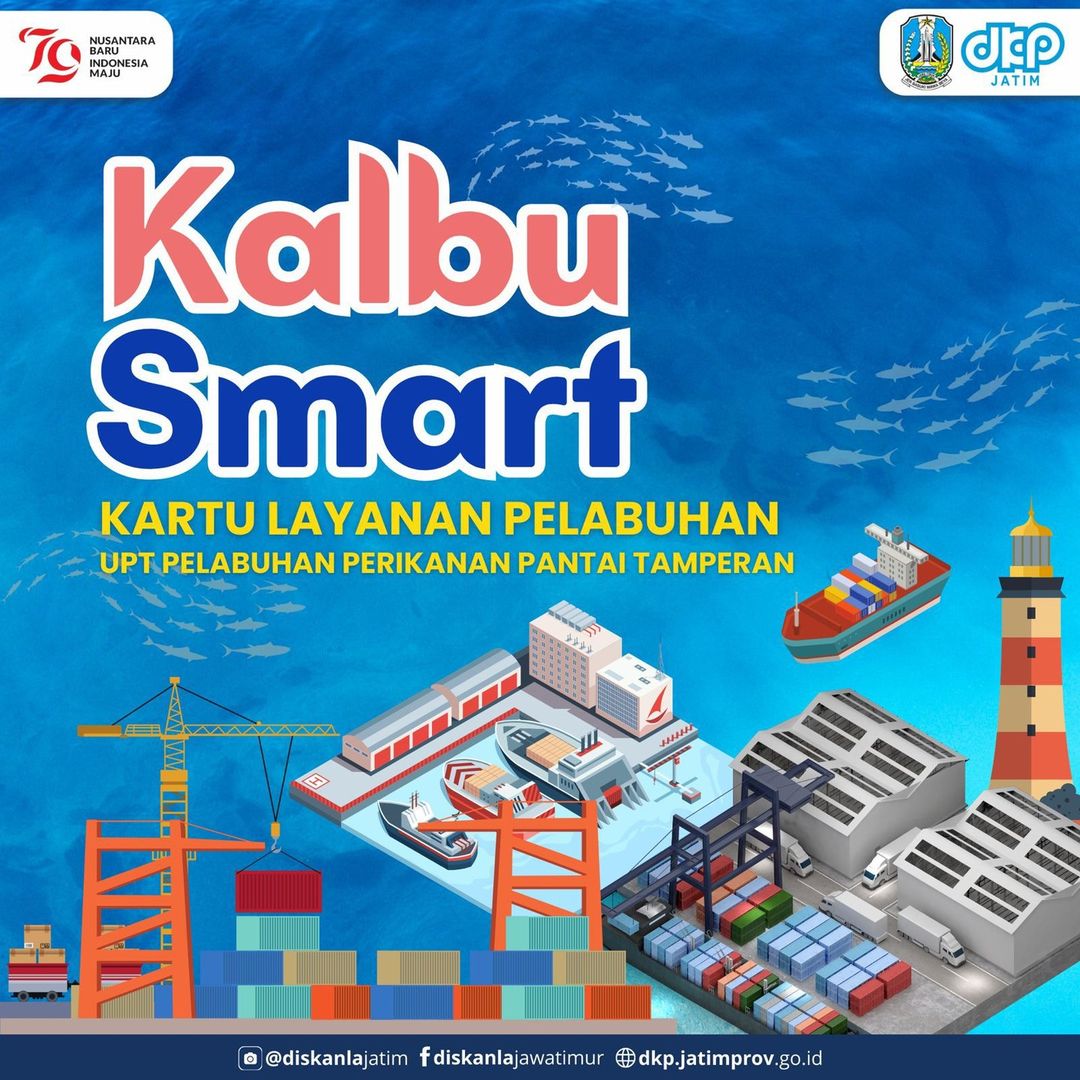 79 NUSANTARA
BARU
INDONESIA
MAJU
dkp
JATIM
Kalbu
Smart
KARTU LAYANAN PELABUHAN
UPT PELABUHAN PERIKANAN PANTAI TAMPERAN
H
@diskanlajatim diskanlajawatimur dkp.jatimprov.go.id